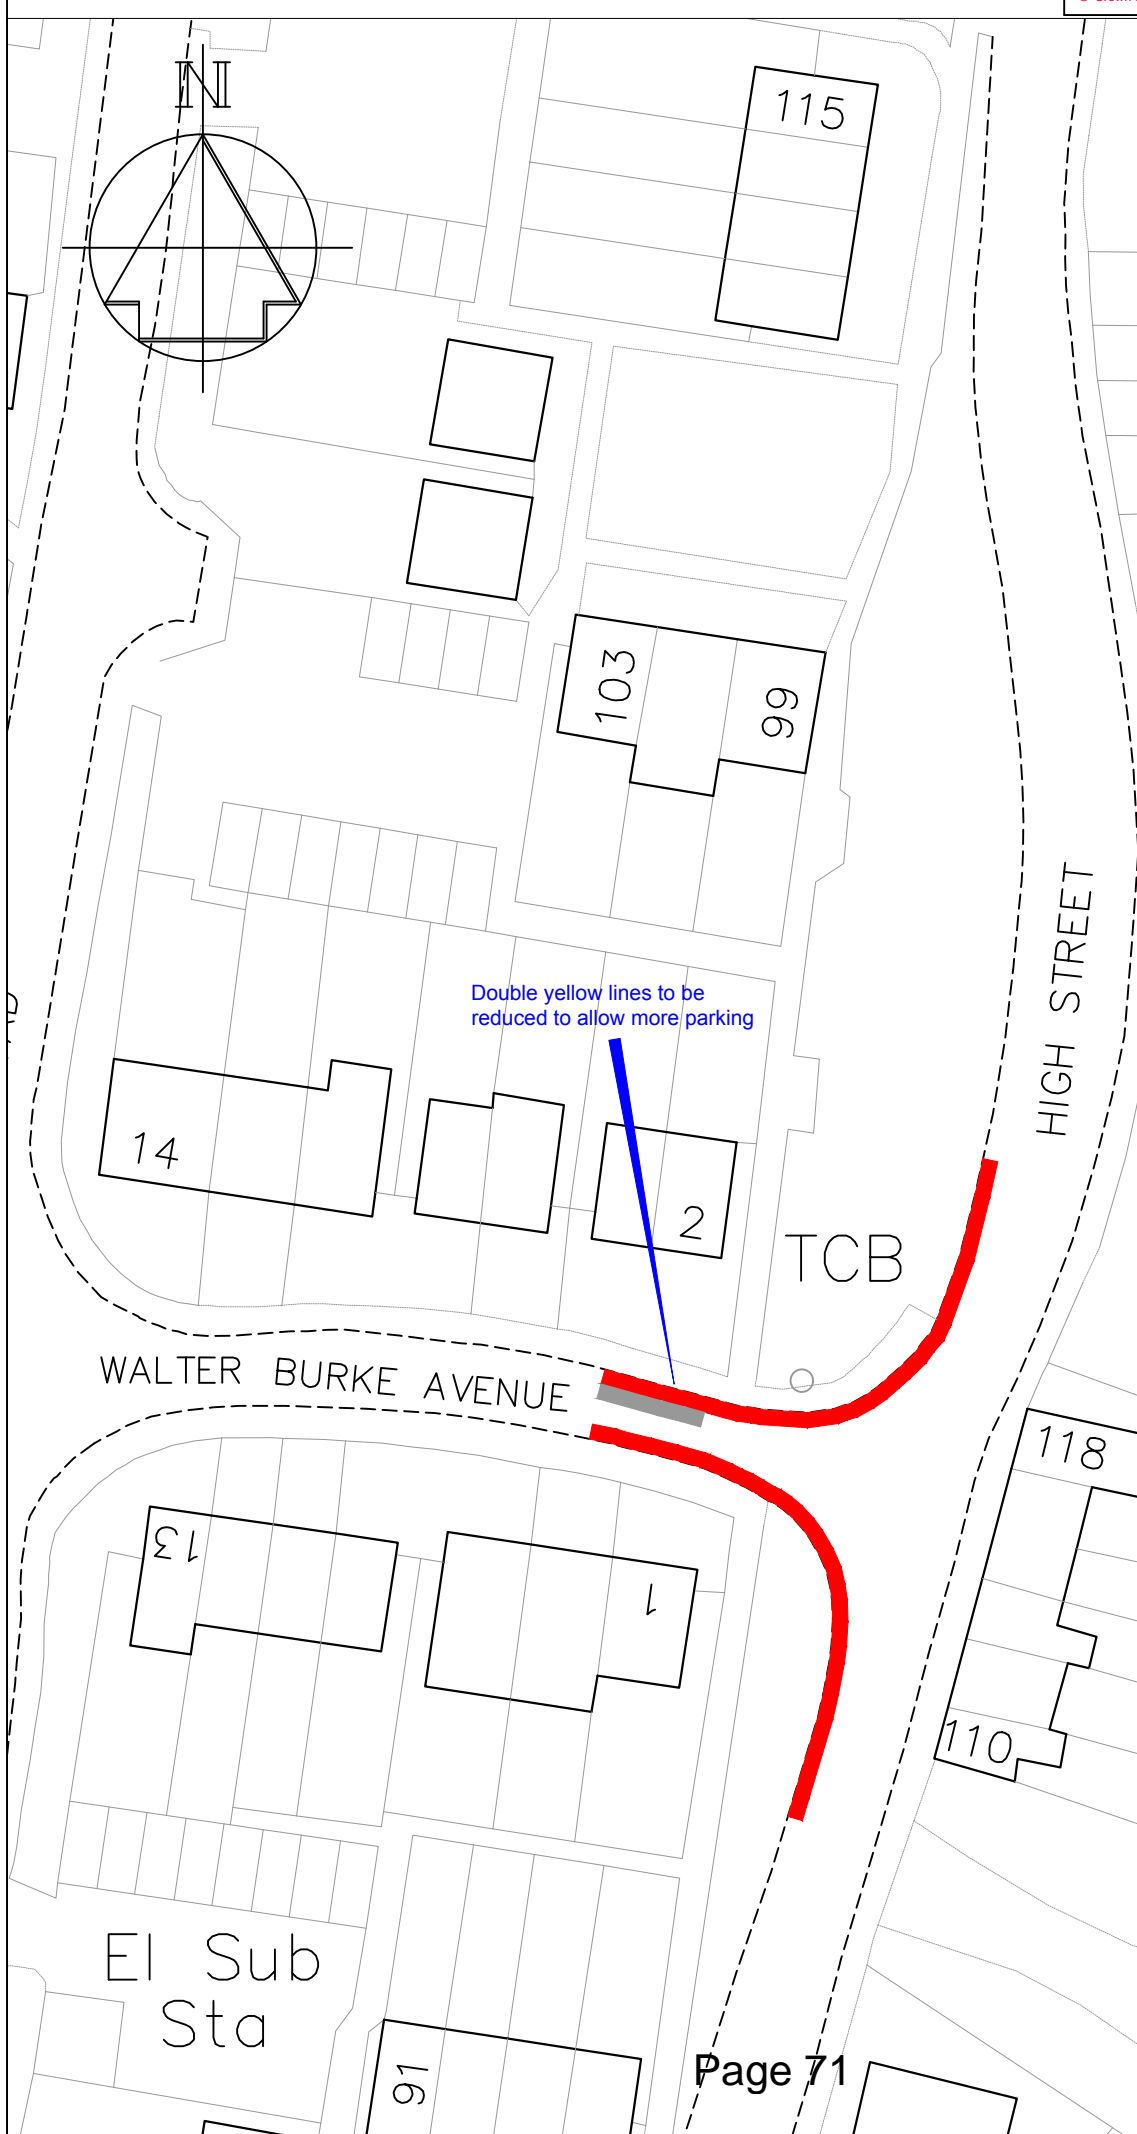 N
115
103
99
HIGH STREET
Double yellow lines to be
reduced to allow more parking
14
2
TCB
WALTER BURKE AVENUE
118
13
1
110
El Sub
Sta
91
Page 71